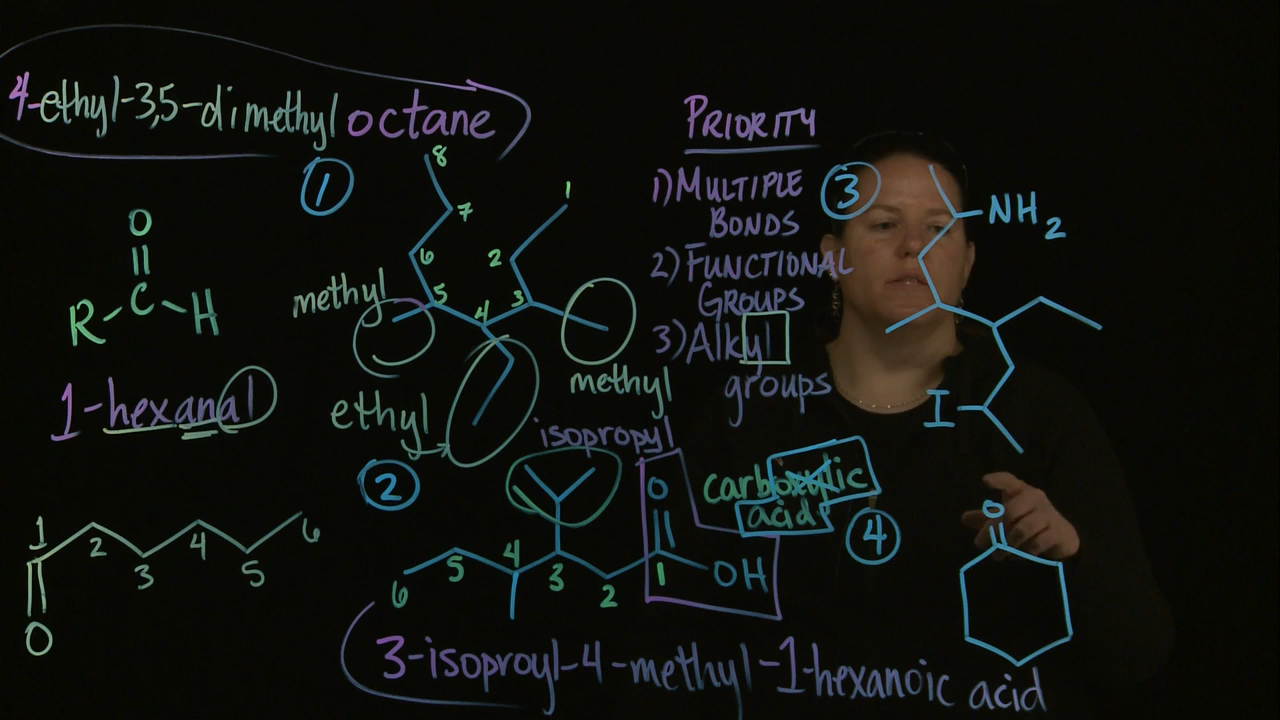 4-ethyl-3,5-dimethyl octane
1
8
7
6
5
4
3
2
1
methyl
ethyl
methyl
O
R-C-H
1-hexanal
1
2
3
4
5
6
O
PRIORITY
1) MULTIPLE
BONDS
2) FUNCTIONAL
GROUPS
3) Alkyl
groups
3
NH2
I
2
isopropyl
O
OH
6
5
4
3
2
1
carboxylic
acid
4
O
3-isoproyl-4-methyl-1-hexanoic acid